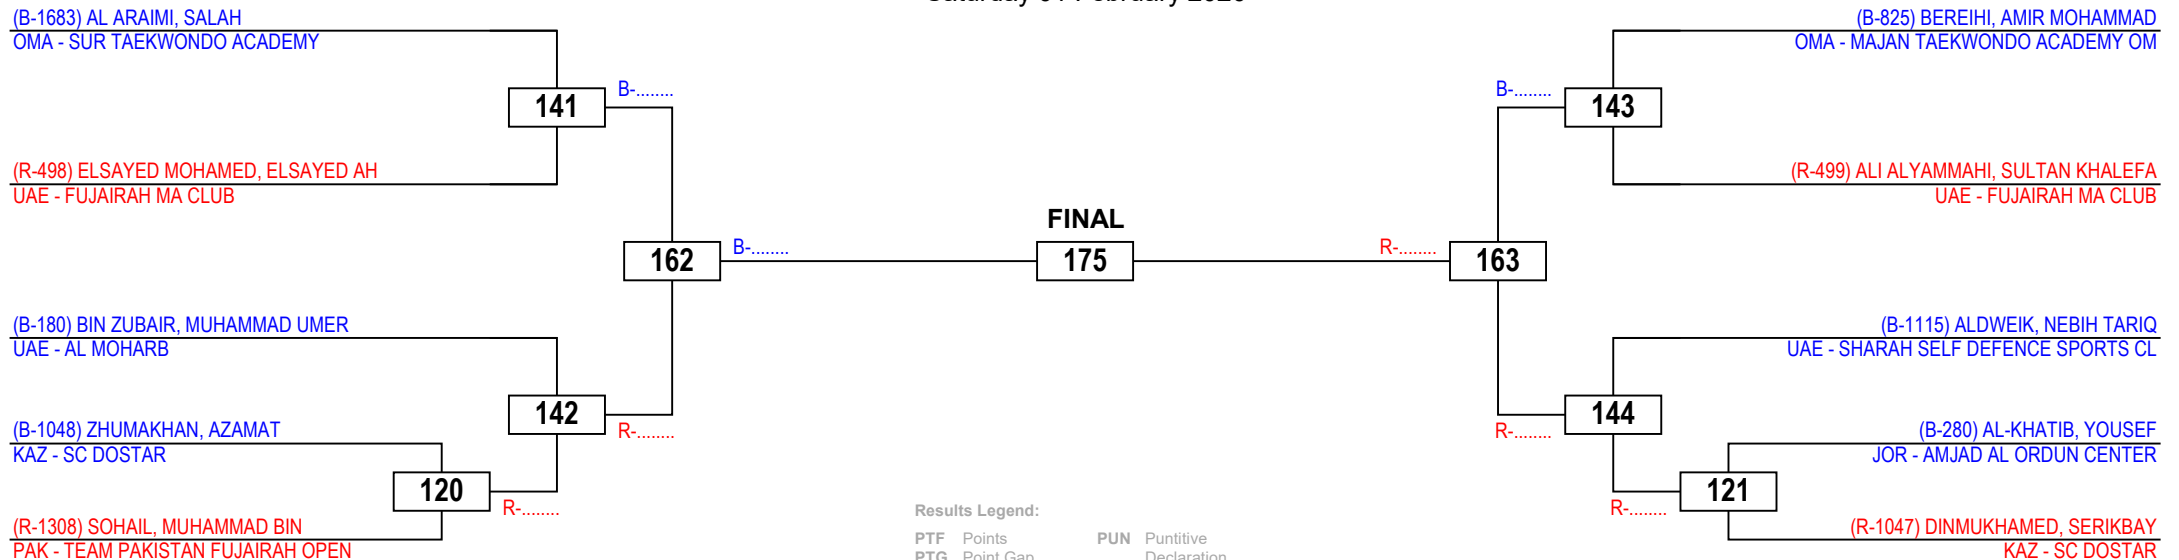 (B-1683) AL ARAIMI, SALAH
OMA - SUR TAEKWONDO ACADEMY
141
B-........
(R-498) ELSAYED MOHAMED, ELSAYED AH
UAE - FUJAIRAH MA CLUB
162
B-........
(B-180) BIN ZUBAIR, MUHAMMAD UMER
UAE - AL MOHARB
142
R-........
(B-1048) ZHUMAKHAN, AZAMAT
KAZ - SC DOSTAR
120
R-........
(R-1308) SOHAIL, MUHAMMAD BIN
PAK - TEAM PAKISTAN FUJAIRAH OPEN
FINAL
175
(B-825) BEREIHI, AMIR MOHAMMAD
OMA - MAJAN TAEKWONDO ACADEMY OM
B-........
143
(R-499) ALI ALYAMMAHI, SULTAN KHALEFA
UAE - FUJAIRAH MA CLUB
R-........
163
(B-1115) ALDWEIK, NEBIH TARIQ
UAE - SHARAH SELF DEFENCE SPORTS CL
144
R-........
(B-280) AL-KHATIB, YOUSEF
JOR - AMJAD AL ORDUN CENTER
121
R-........
(R-1047) DINMUKHAMED, SERIKBAY
KAZ - SC DOSTAR
Results Legend:
PTF Points PUN Puntitive
PTG Point Gap Declaration